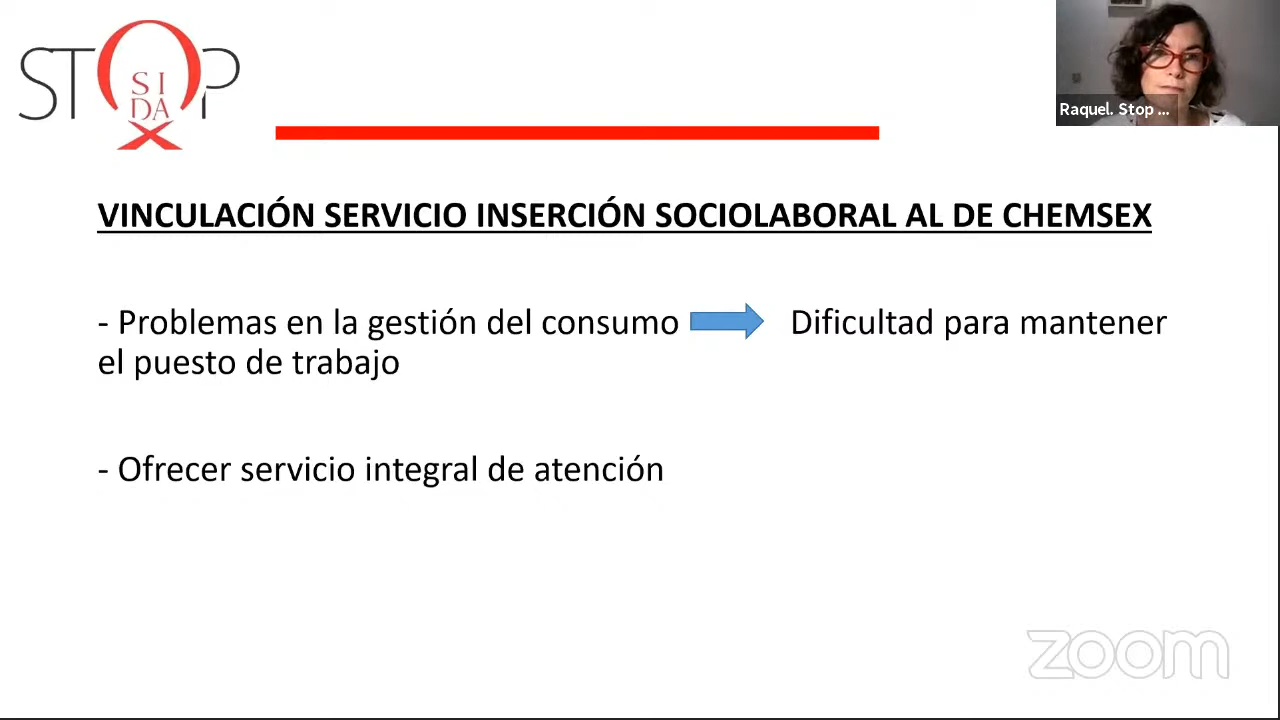 STOP
SI
DA
Raquel. Stop ...
VINCULACIÓN SERVICIO INSERCIÓN SOCIOLABORAL AL DE CHEMSEX
- Problemas en la gestión del consumo Dificultad para mantener
el puesto de trabajo
- Ofrecer servicio integral de atención
zoom